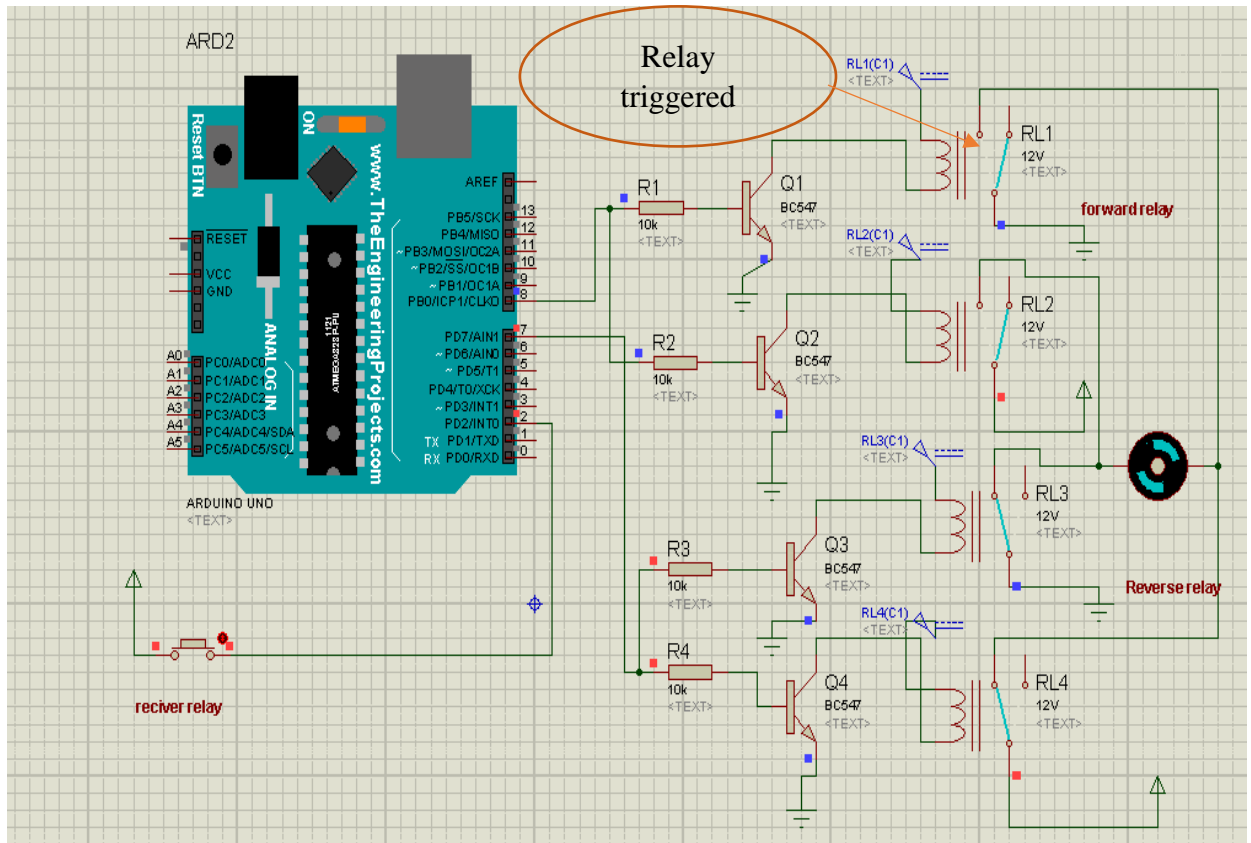 ARD2
Relay
triggered
Reset BTN
ON
www.TheEngineeringProjects.com
ANALOG IN
1121
RESET
VCC
GND
A0 PC0/ADC0
A1 PC1/ADC1
A2 PC2/ADC2
A3 PC3/ADC3
A4 PC4/ADC4/SDA
A5 PC5/ADC5/SCL
AREF
PB5/SCK 13
PB4/MISO 12
~PB3/MOSI/OC2A 11
~PB2/SS/OC1B 10
~PB1/OC1A 9
PB0/ICP1/CLKO 8
PD7/AIN1 7
~PD6/AIN0 6
~PD5/T1 5
PD4/T0/XCK 4
~PD3/INT1 3
PD2/INT0 2
TX PD1/TXD 1
RX PD0/RXD 0
ARDUINO UNO
<TEXT>
reciver relay
R1
10k
<TEXT>
Q1
BC547
<TEXT>
RL1(C1)
<TEXT>
RL1
12V
<TEXT>
forward relay
R2
10k
<TEXT>
Q2
BC547
<TEXT>
RL2(C1)
<TEXT>
RL2
12V
<TEXT>
R3
10k
<TEXT>
Q3
BC547
<TEXT>
RL3(C1)
<TEXT>
RL3
12V
<TEXT>
Reverse relay
R4
10k
<TEXT>
Q4
BC547
<TEXT>
RL4(C1)
<TEXT>
RL4
12V
<TEXT>